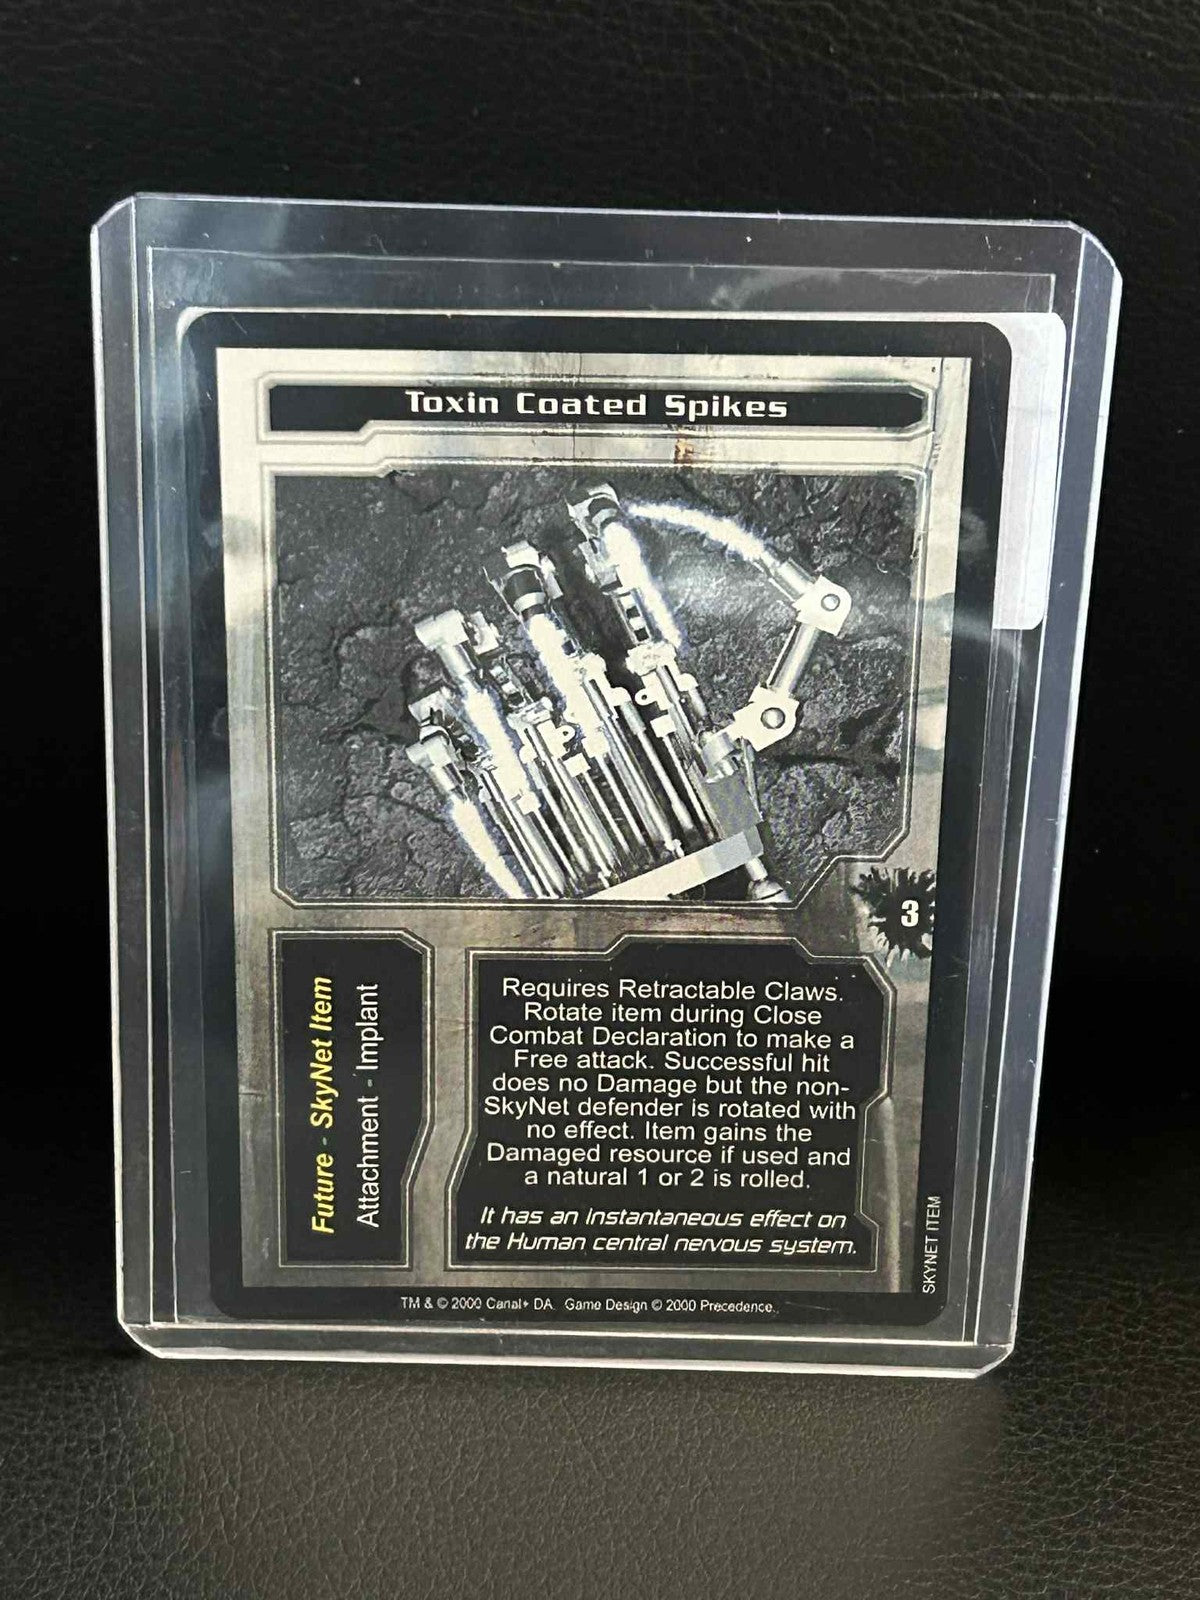 Toxin Coated Spikes
3
Future - SkyNet Item
Attachment - Implant
Requires Retractable Claws.
Rotate item during Close
Combat Declaration to make a
Free attack. Successful hit
does no Damage but the non-
SkyNet defender is rotated with
no effect. Item gains the
Damaged resource if used and
a natural 1 or 2 is rolled.
It has an instantaneous effect on
the Human central nervous system.
SKYNET ITEM
TM & © 2000 Canal+ DA. Game Design © 2000 Precedence.